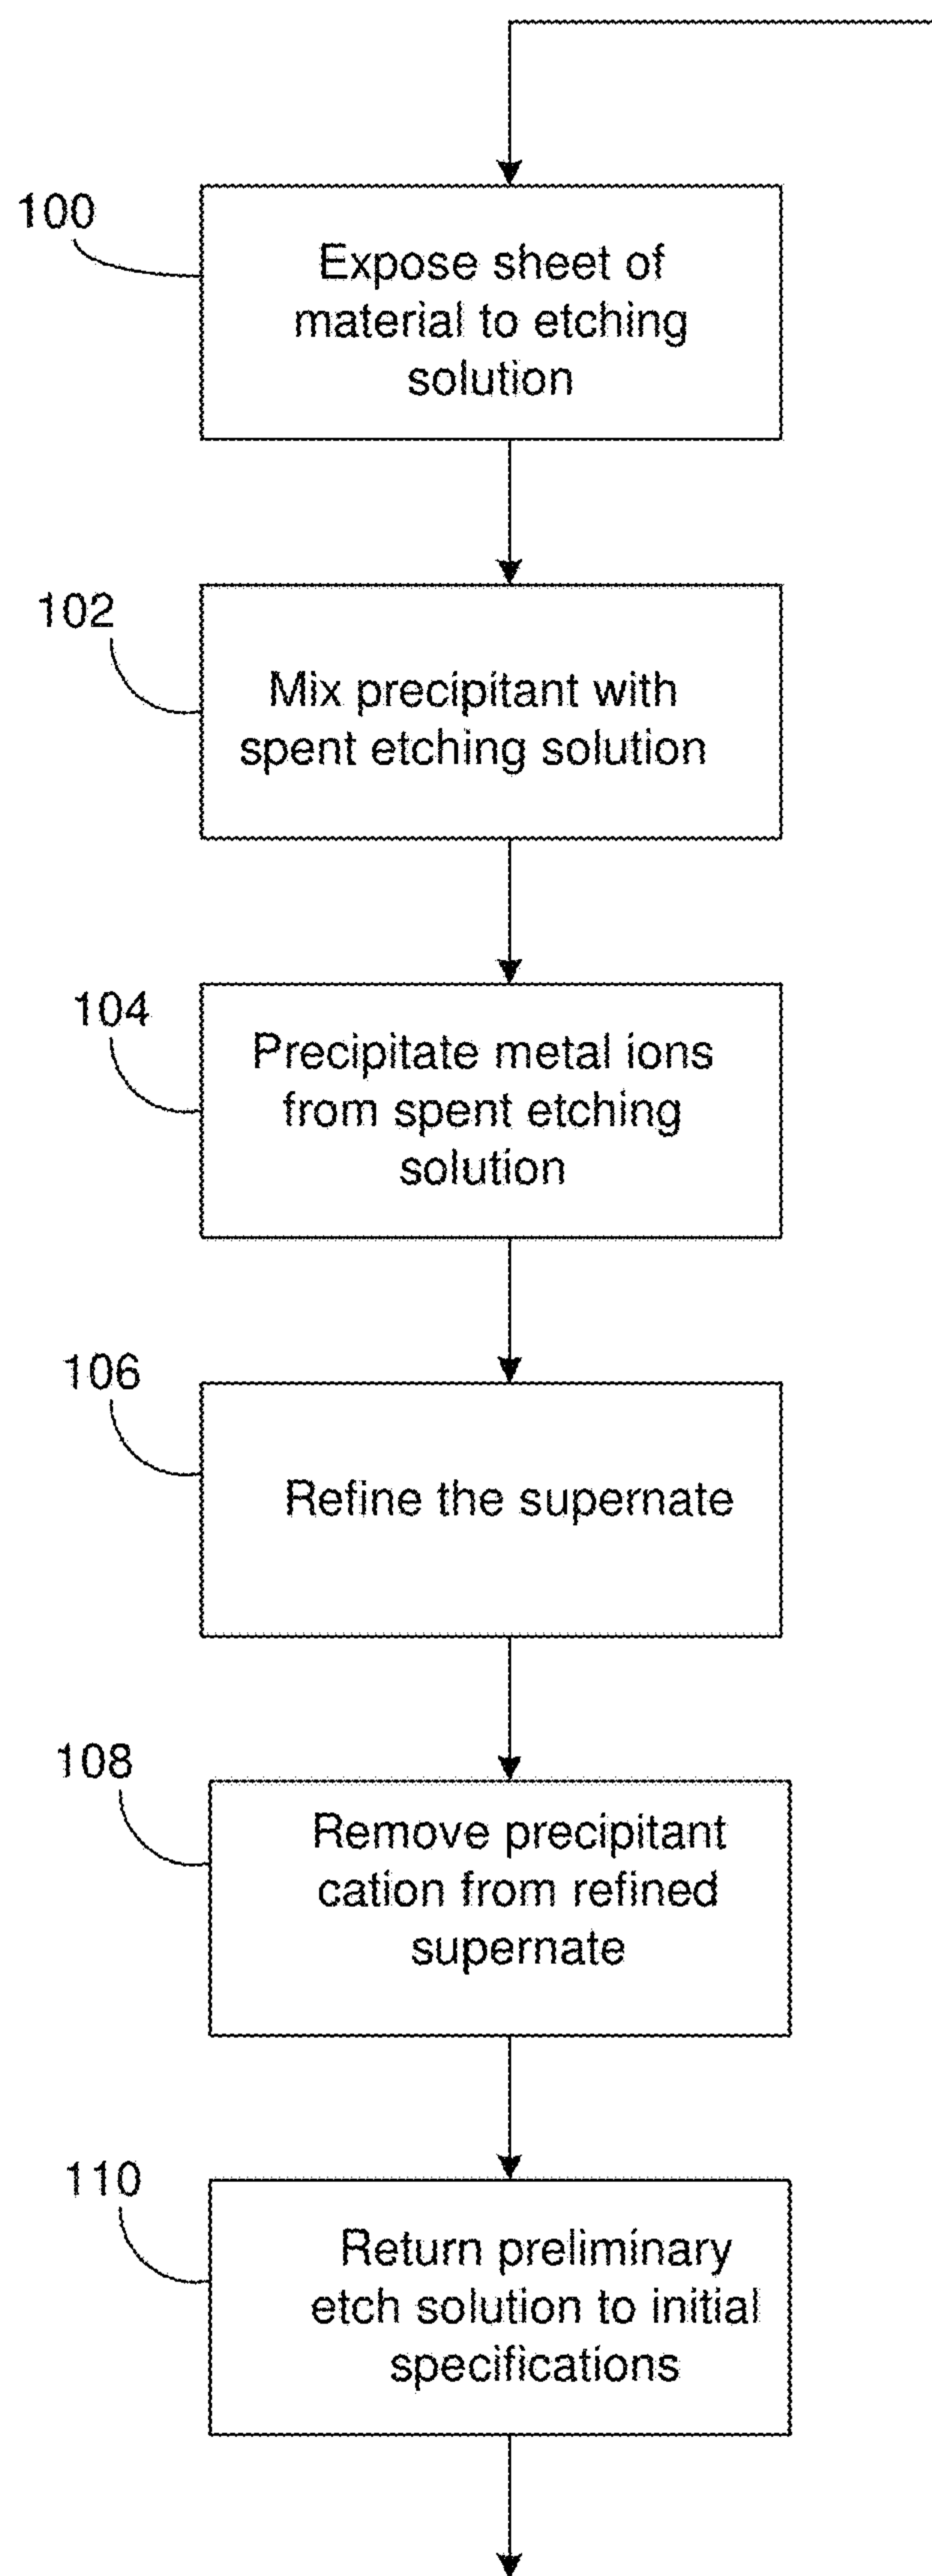 100
Expose sheet of
material to etching
solution
102
Mix precipitant with
spent etching solution
104
Precipitate metal ions
from spent etching
solution
106
Refine the supernate
108
Remove precipitant
cation from refined
supernate
110
Return preliminary
etch solution to initial
specifications